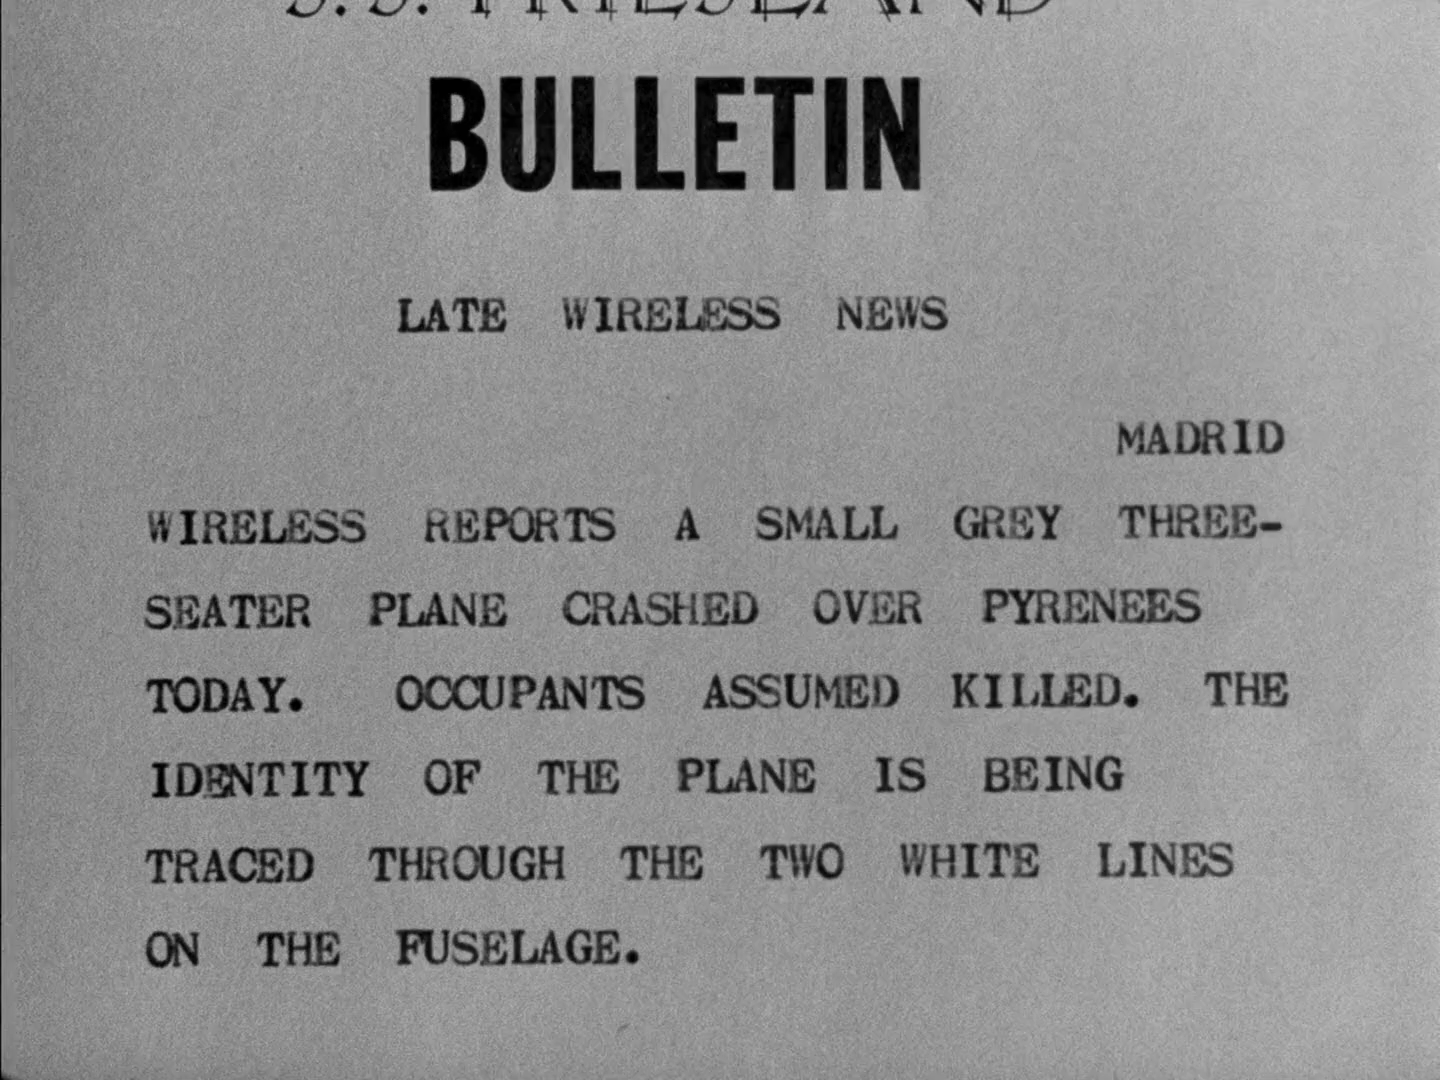 S.S. FRIESLAND
BULLETIN
LATE WIRELESS NEWS
MADRID
WIRELESS REPORTS A SMALL GREY THREE-
SEATER PLANE CRASHED OVER PYRENEES
TODAY. OCCUPANTS ASSUMED KILLED. THE
IDENTITY OF THE PLANE IS BEING
TRACED THROUGH THE TWO WHITE LINES
ON THE FUSELAGE.